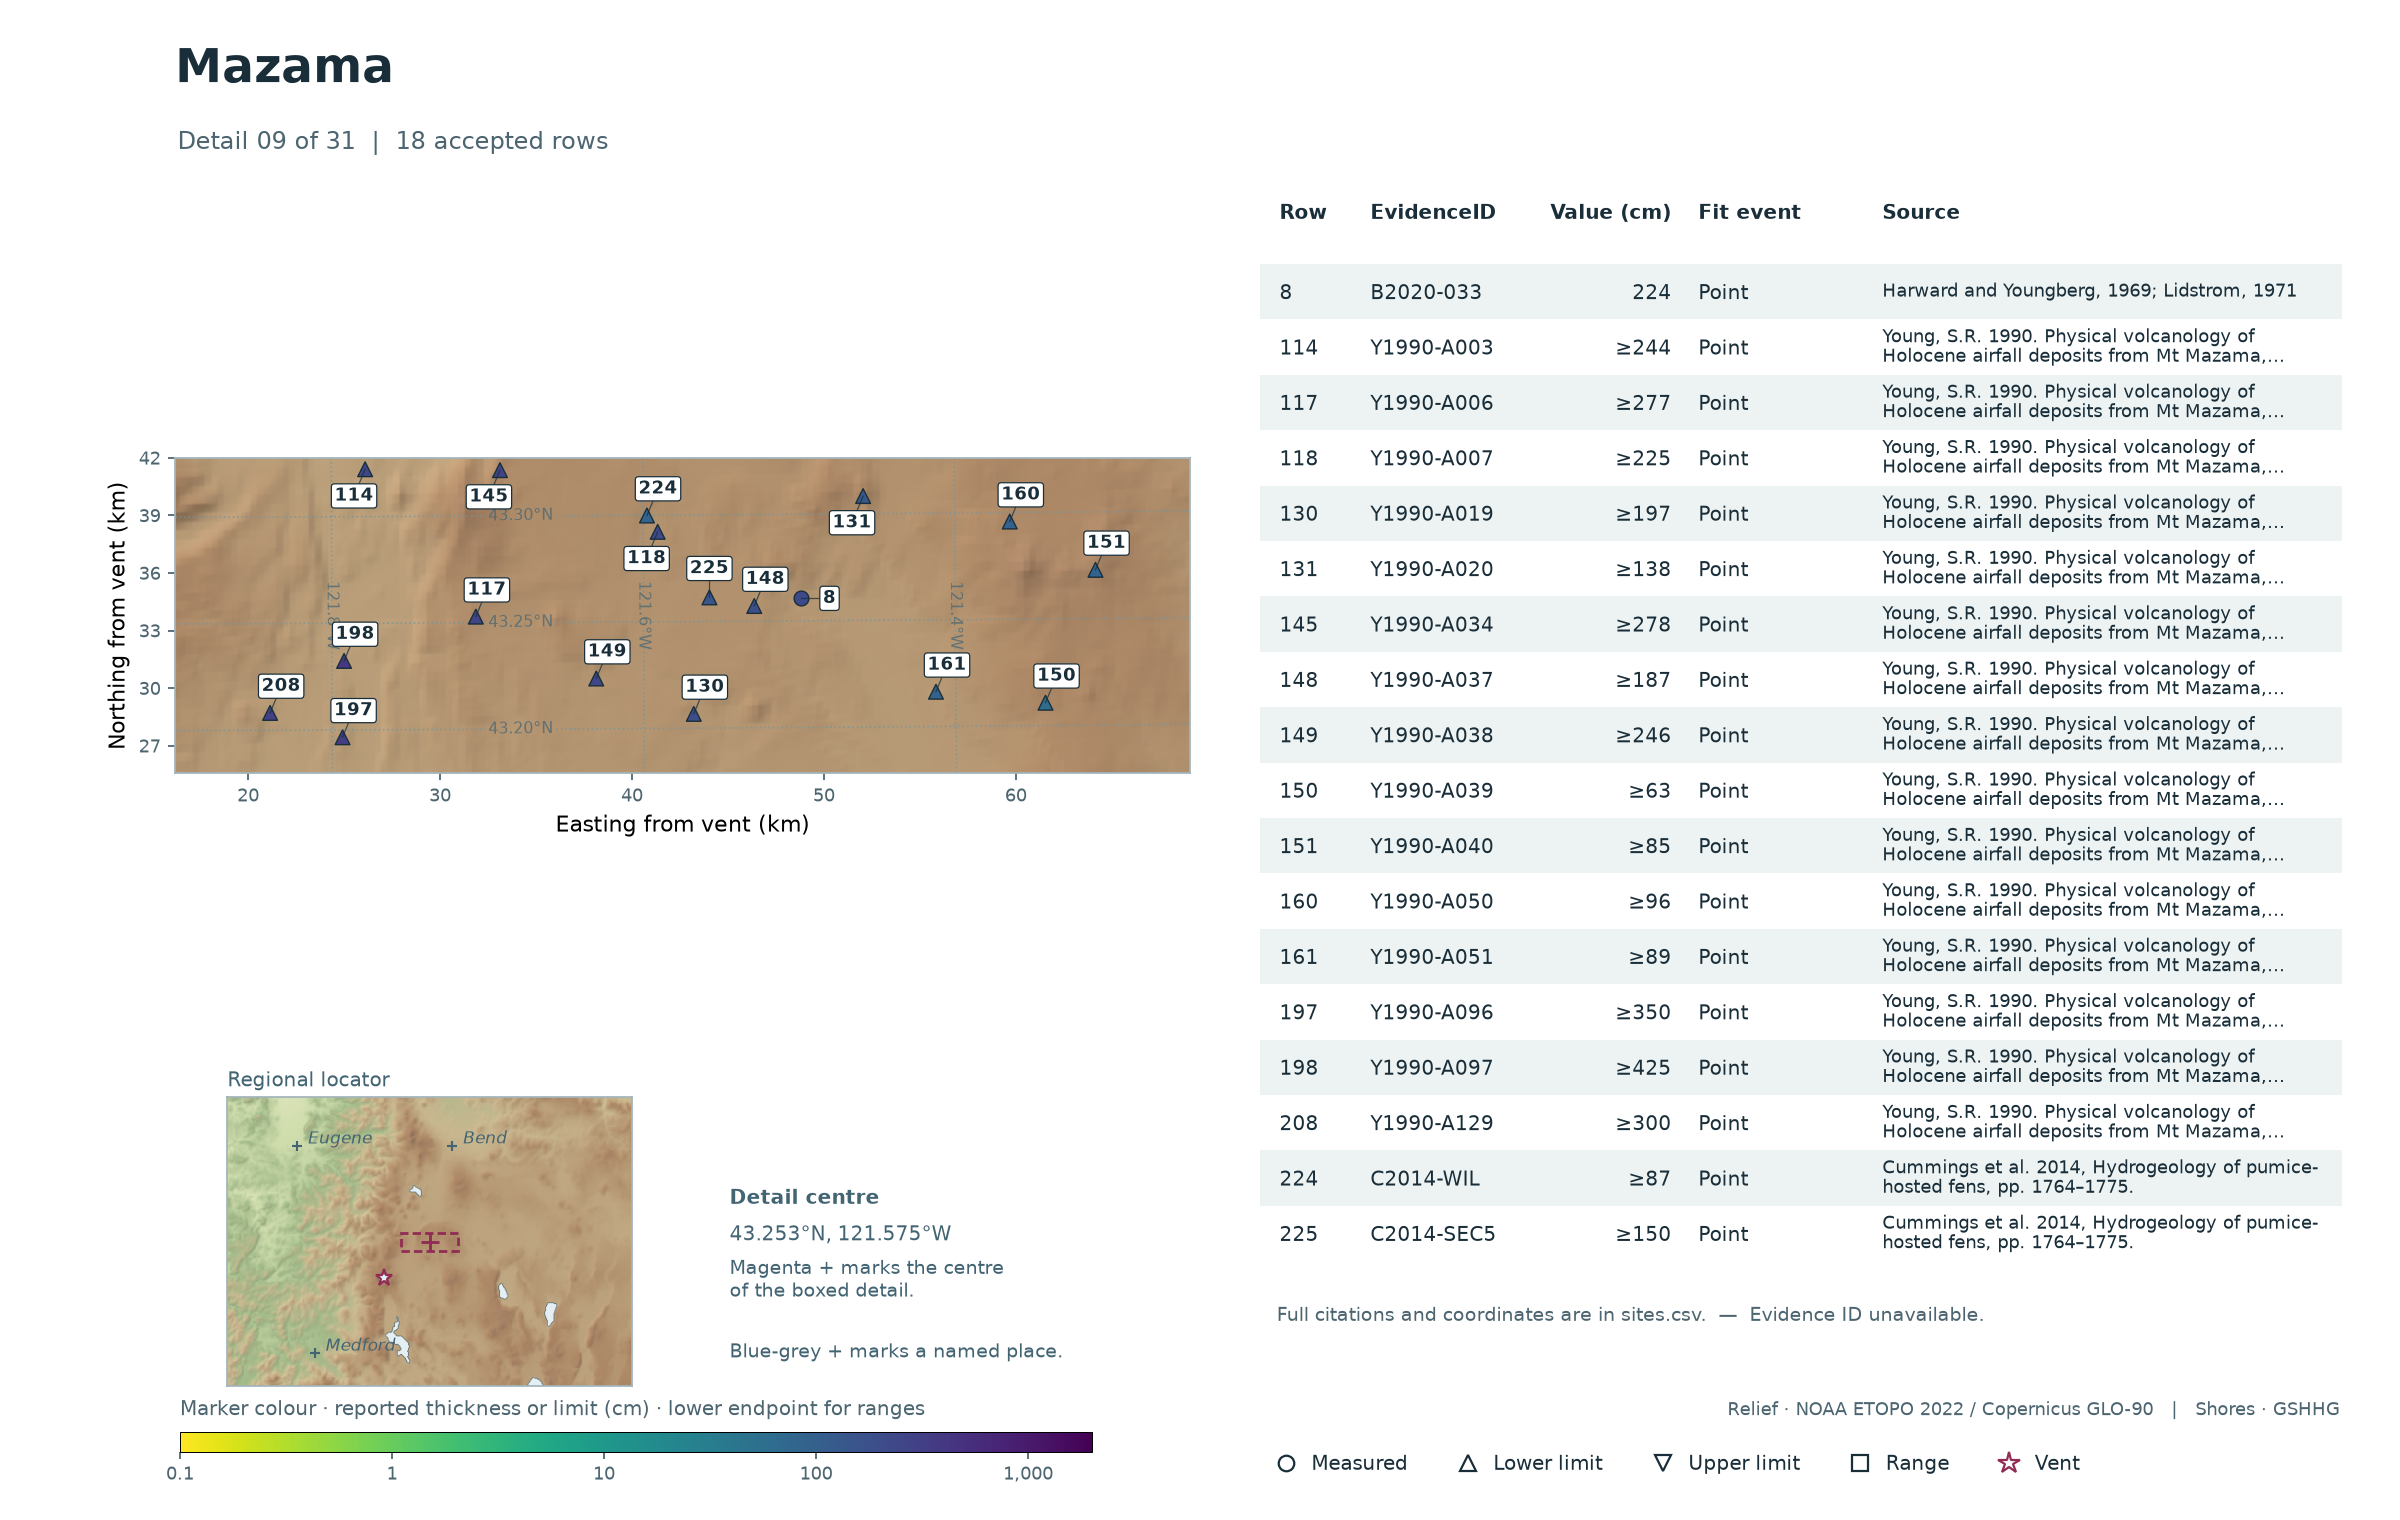 Mazama
Detail 09 of 31 | 18 accepted rows
42
39
36
33
30
27
Northing from vent (km)
20
30
40
50
60
Easting from vent (km)
43.30°N
43.25°N
43.20°N
121.6°W
121.4°W
114
145
224
118
131
160
151
225
148
8
117
198
149
208
197
130
161
150
Regional locator
Eugene
Bend
Medford
Detail centre
43.253°N, 121.575°W
Magenta + marks the centre
of the boxed detail.
Blue-grey + marks a named place.
Marker colour · reported thickness or limit (cm) · lower endpoint for ranges
0.1
1
10
100
1,000
Row EvidenceID Value (cm) Fit event Source
8 B2020-033 224 Point Harward and Youngberg, 1969; Lidstrom, 1971
114 Y1990-A003 ≥244 Point Young, S.R. 1990. Physical volcanology of
Holocene airfall deposits from Mt Mazama,...
117 Y1990-A006 ≥277 Point Young, S.R. 1990. Physical volcanology of
Holocene airfall deposits from Mt Mazama,...
118 Y1990-A007 ≥225 Point Young, S.R. 1990. Physical volcanology of
Holocene airfall deposits from Mt Mazama,...
130 Y1990-A019 ≥197 Point Young, S.R. 1990. Physical volcanology of
Holocene airfall deposits from Mt Mazama,...
131 Y1990-A020 ≥138 Point Young, S.R. 1990. Physical volcanology of
Holocene airfall deposits from Mt Mazama,...
145 Y1990-A034 ≥278 Point Young, S.R. 1990. Physical volcanology of
Holocene airfall deposits from Mt Mazama,...
148 Y1990-A037 ≥187 Point Young, S.R. 1990. Physical volcanology of
Holocene airfall deposits from Mt Mazama,...
149 Y1990-A038 ≥246 Point Young, S.R. 1990. Physical volcanology of
Holocene airfall deposits from Mt Mazama,...
150 Y1990-A039 ≥63 Point Young, S.R. 1990. Physical volcanology of
Holocene airfall deposits from Mt Mazama,...
151 Y1990-A040 ≥85 Point Young, S.R. 1990. Physical volcanology of
Holocene airfall deposits from Mt Mazama,...
160 Y1990-A050 ≥96 Point Young, S.R. 1990. Physical volcanology of
Holocene airfall deposits from Mt Mazama,...
161 Y1990-A051 ≥89 Point Young, S.R. 1990. Physical volcanology of
Holocene airfall deposits from Mt Mazama,...
197 Y1990-A096 ≥350 Point Young, S.R. 1990. Physical volcanology of
Holocene airfall deposits from Mt Mazama,...
198 Y1990-A097 ≥425 Point Young, S.R. 1990. Physical volcanology of
Holocene airfall deposits from Mt Mazama,...
208 Y1990-A129 ≥300 Point Young, S.R. 1990. Physical volcanology of
Holocene airfall deposits from Mt Mazama,...
224 C2014-WIL ≥87 Point Cummings et al. 2014, Hydrogeology of pumice-
hosted fens, pp. 1764–1775.
225 C2014-SEC5 ≥150 Point Cummings et al. 2014, Hydrogeology of pumice-
hosted fens, pp. 1764–1775.
Full citations and coordinates are in sites.csv. — Evidence ID unavailable.
Relief · NOAA ETOPO 2022 / Copernicus GLO-90 | Shores · GSHHG
Measured
Lower limit
Upper limit
Range
Vent